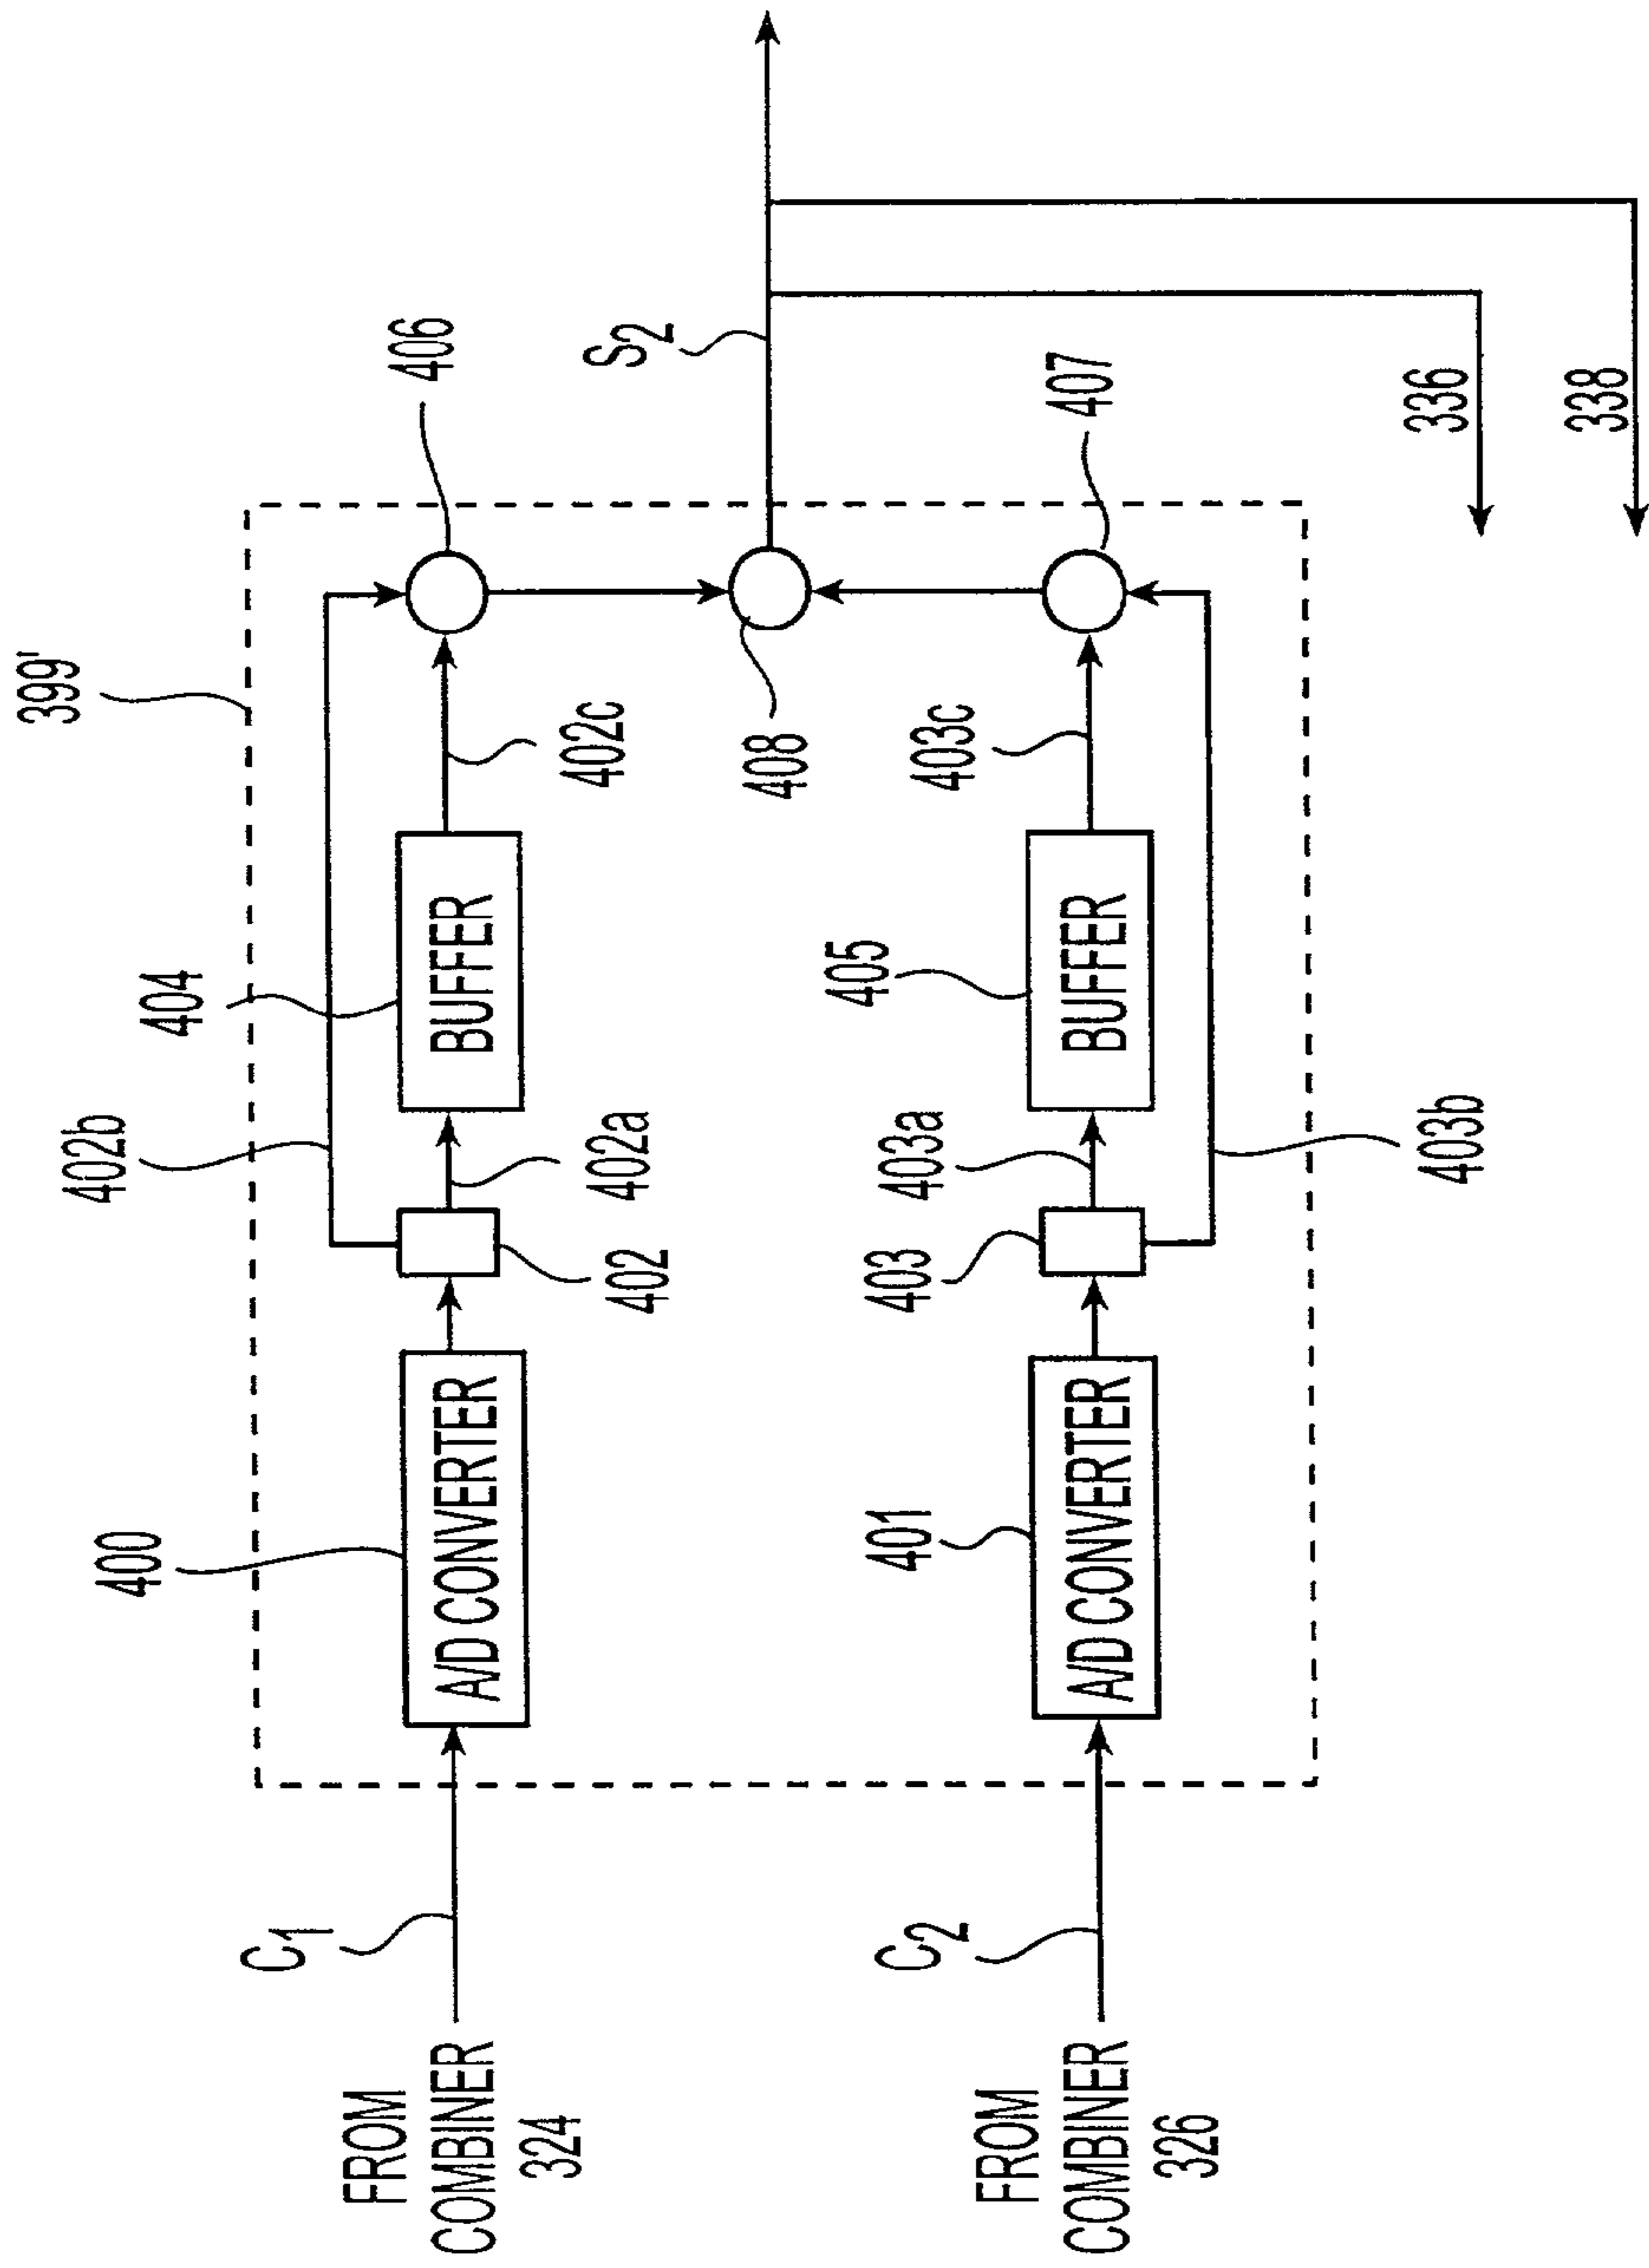 399'
406
S2
404
402b
402c
BUFFER
402a
402
400
A/D CONVERTER
C1
FROM
COMBINER
324
408
407
336
338
403c
405
BUFFER
403a
403
403b
401
A/D CONVERTER
C2
FROM
COMBINER
326